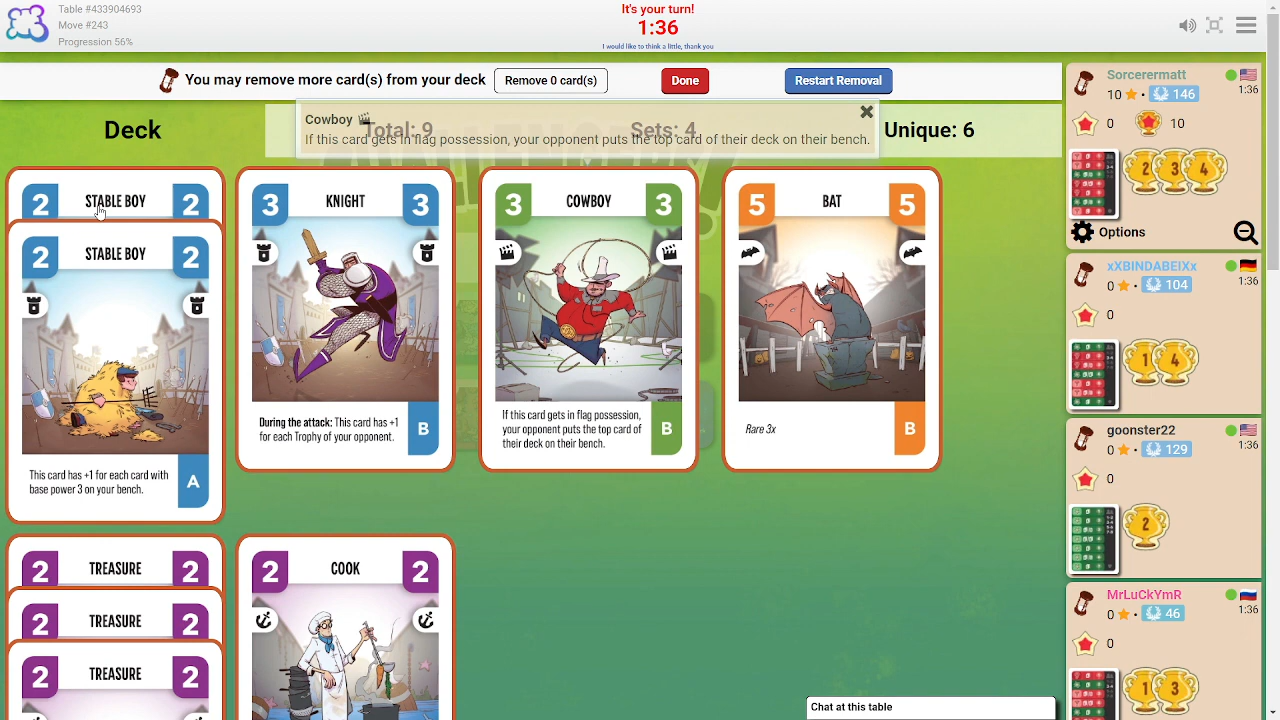 Table #433904693
Move #243
Progression 56%
It's your turn!
1:36
I would like to think a little, thank you
You may remove more card(s) from your deck
Remove 0 card(s)
Done
Restart Removal
Deck
Total: 9
Sets: 4
Unique: 6
Cowboy
If this card gets in flag possession, your opponent puts the top card of their deck on their bench.
2 STABLE BOY 2
2 STABLE BOY 2
This card has +1 for each card with
base power 3 on your bench.
A
3 KNIGHT 3
During the attack: This card has +1
for each Trophy of your opponent.
B
3 COWBOY 3
If this card gets in flag possession,
your opponent puts the top card of
their deck on their bench.
B
5 BAT 5
Rare 3x
B
2 TREASURE 2
2 TREASURE 2
2 TREASURE 2
2 COOK 2
Sorcerermatt
1:36
10 • 146
0 10
2 3 4
Options
xXBINDABEIXx
1:36
0 • 104
0
1 4
goonster22
1:36
0 • 129
0
2
MrLuCkYmR
1:36
0 • 46
0
1 3
Chat at this table